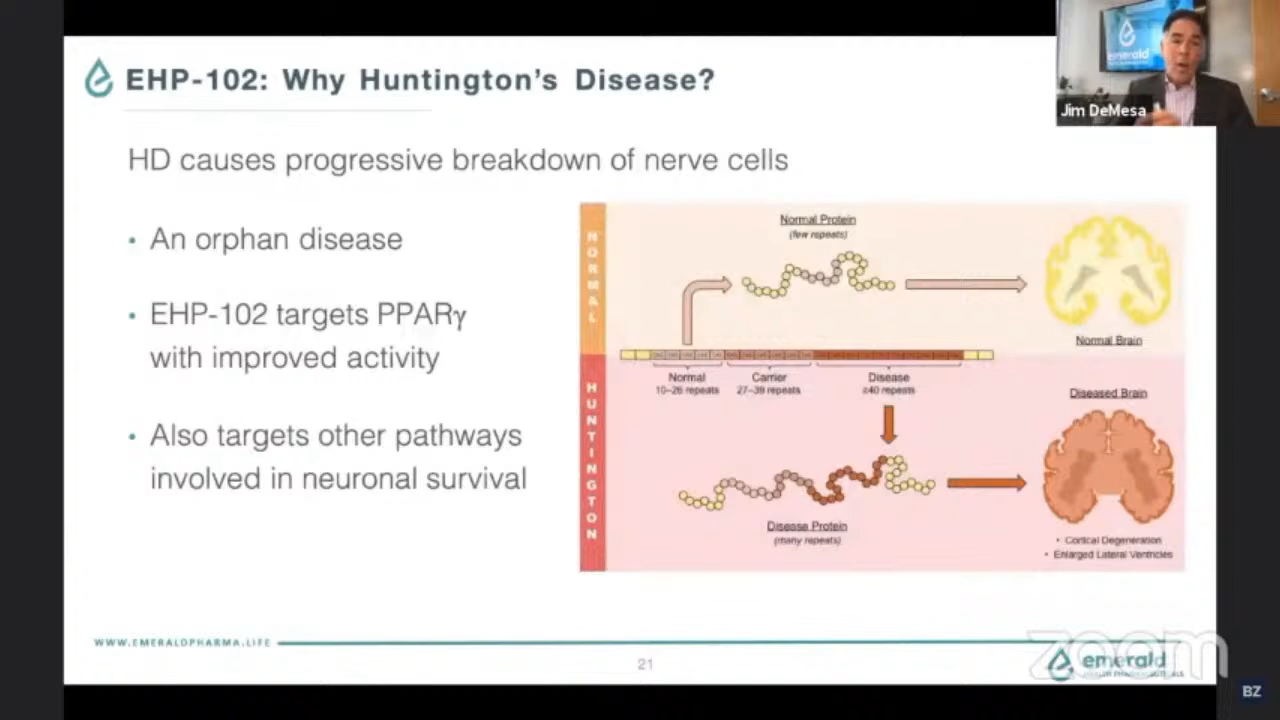 EHP-102: Why Huntington's Disease?
Jim DeMesa
emerald
HD causes progressive breakdown of nerve cells
• An orphan disease
• EHP-102 targets PPARγ
with improved activity
• Also targets other pathways
involved in neuronal survival
NORMAL
Normal Protein
(few repeats)
Normal Brain
Normal
10–26 repeats
Carrier
27–39 repeats
Disease
≥40 repeats
HUNTINGTON
Diseased Brain
Disease Protein
(many repeats)
• Cortical Degeneration
• Enlarged Lateral Ventricles
WWW.EMERALDPHARMA.LIFE
21
zoom
emerald
HEALTH PHARMACEUTICALS
BZ